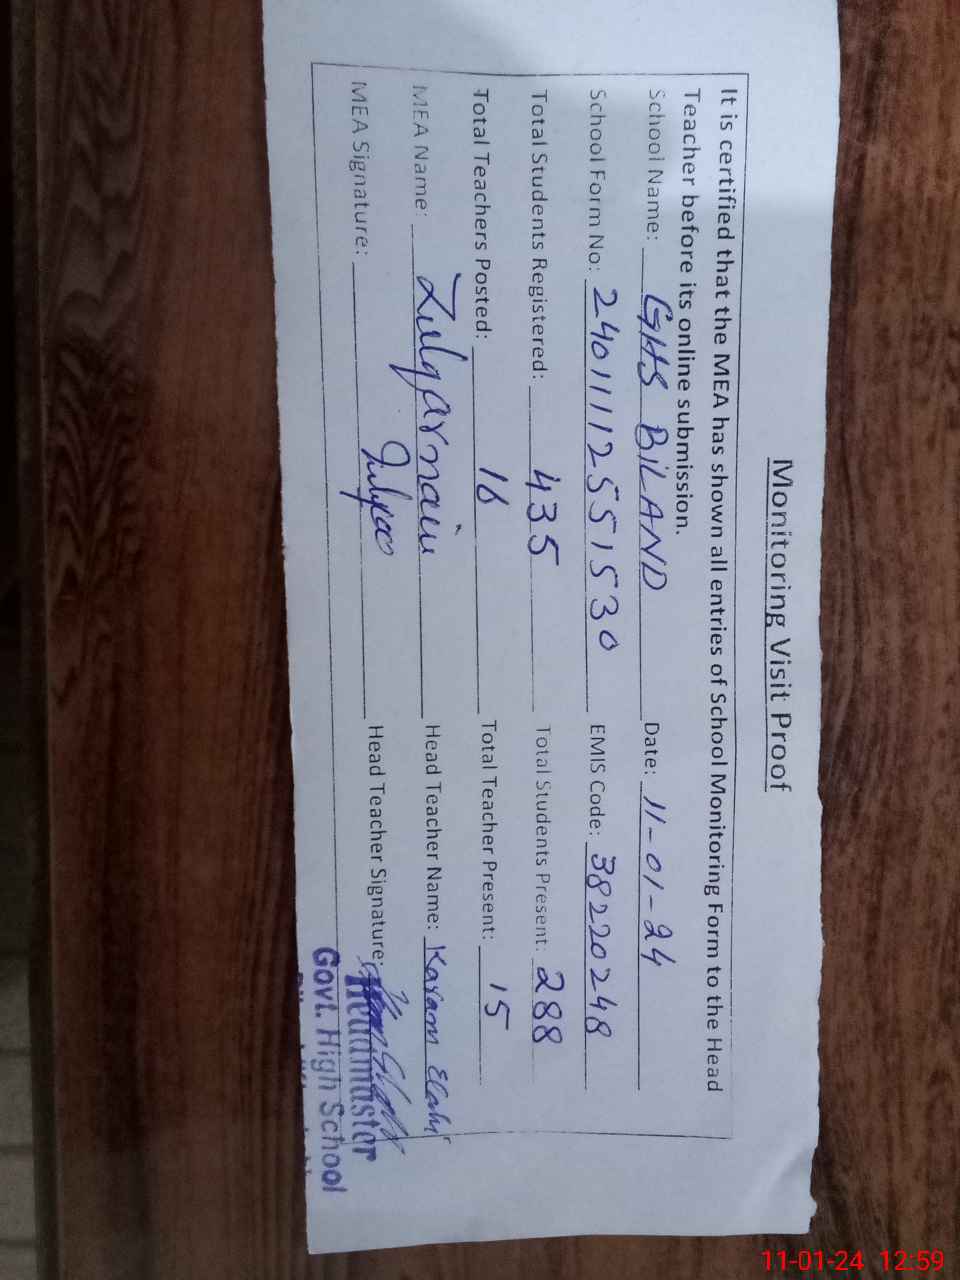 Monitoring Visit Proof
It is certified that the MEA has shown all entries of School Monitoring Form to the Head
Teacher before its online submission.
School Name: GHS BILAND Date: 11-01-24
School Form No: 24011112551530 EMIS Code: 38220248
Total Students Registered: 435 Total Students Present: 288
Total Teachers Posted: 16 Total Teacher Present: 15
MEA Name: Zulqarnain Head Teacher Name: Karam Elahi
MEA Signature: Head Teacher Signature:
Headmaster
Govt. High School
11-01-24 12:59